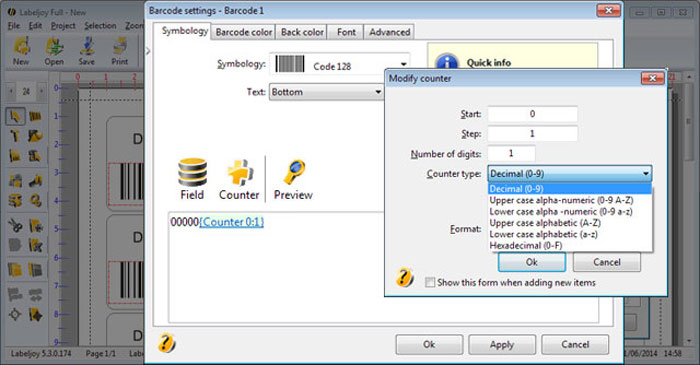 Labeljoy Full - New
File Edit Project Selection Zoom
New Open Save Print
24
Barcode settings - Barcode 1
Symbology Barcode color Back color Font Advanced
Symbology: Code 128
Text: Bottom
Quick info
Field Counter Preview
00000{Counter 0:1}
Ok Apply Cancel
Modify counter
Start: 0
Step: 1
Number of digits: 1
Counter type: Decimal (0-9)
Decimal (0-9)
Upper case alpha-numeric (0-9 A-Z)
Lower case alpha -numeric (0-9 a-z)
Upper case alphabetic (A-Z)
Lower case alphabetic (a-z)
Hexadecimal (0-F)
Format:
Ok Cancel
Show this form when adding new items
Labeljoy 5.3.0.174 Page 1/1 /06/2014 14:58